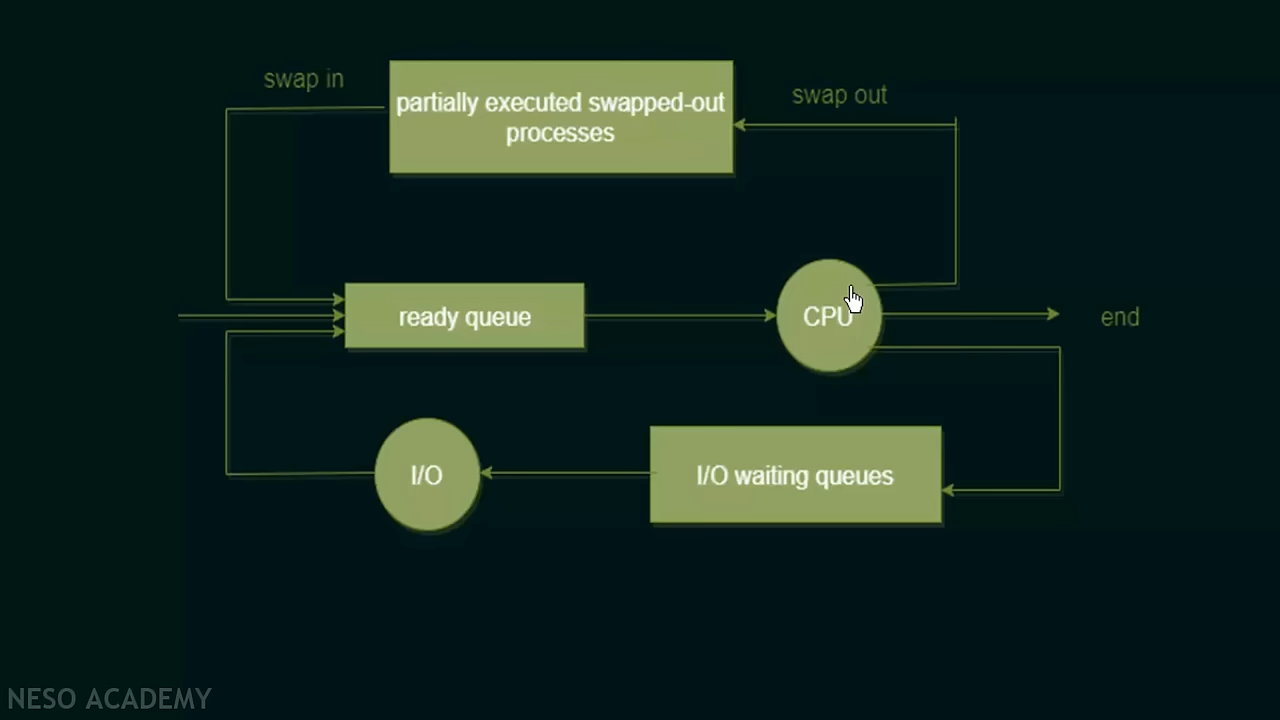 swap in
partially executed swapped-out
processes
swap out
ready queue
CPU
end
I/O
I/O waiting queues
NESO ACADEMY